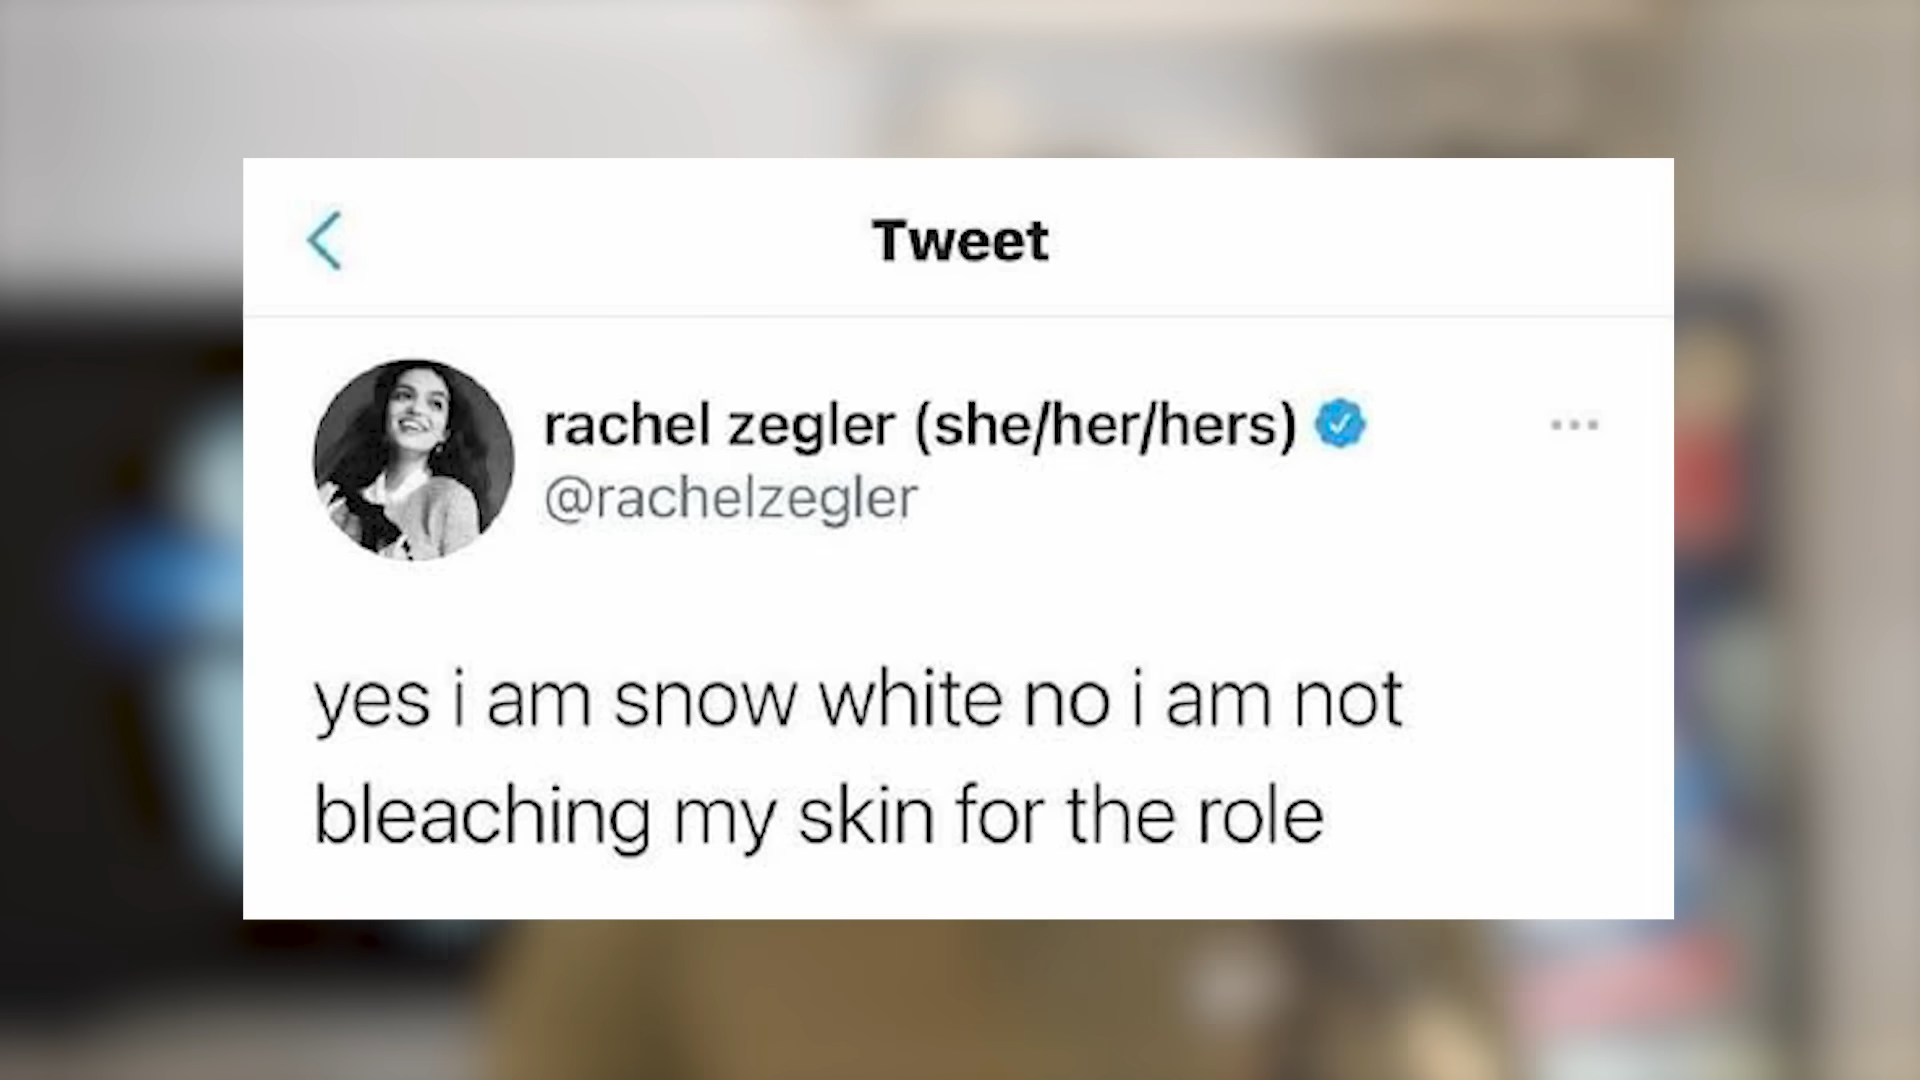 Tweet
rachel zegler (she/her/hers)
@rachelzegler
yes i am snow white no i am not
bleaching my skin for the role